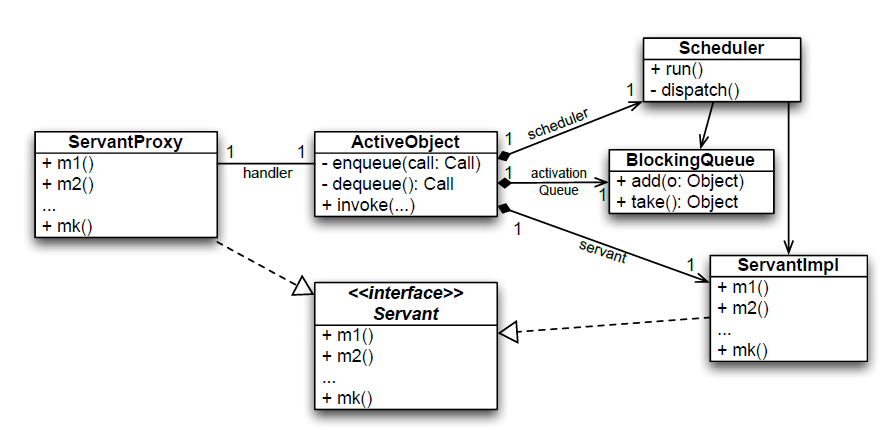 Scheduler
+ run()
- dispatch()
ServantProxy
+ m1()
+ m2()
...
+ mk()
1
1
handler
ActiveObject
- enqueue(call: Call)
- dequeue(): Call
+ invoke(...)
1
scheduler
1
1
activation
Queue
1
1
servant
1
BlockingQueue
+ add(o: Object)
+ take(): Object
ServantImpl
+ m1()
+ m2()
...
+ mk()
<<interface>>
Servant
+ m1()
+ m2()
...
+ mk()